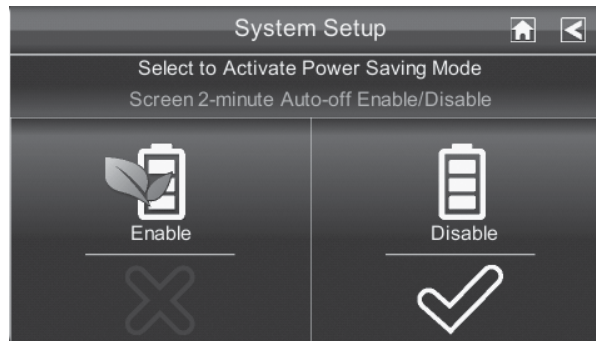 System Setup
Select to Activate Power Saving Mode
Screen 2-minute Auto-off Enable/Disable
Enable
Disable